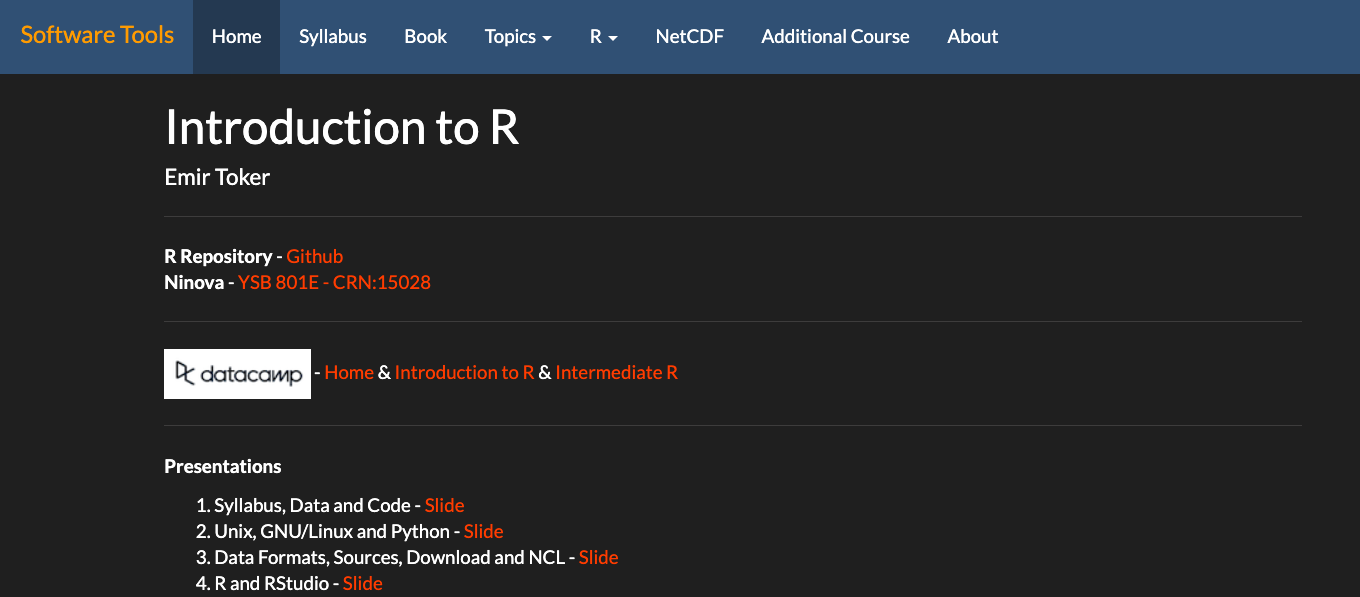 Software Tools Home Syllabus Book Topics R NetCDF Additional Course About
Introduction to R
Emir Toker
R Repository - Github
Ninova - YSB 801E - CRN:15028
datacamp - Home & Introduction to R & Intermediate R
Presentations
1. Syllabus, Data and Code - Slide
2. Unix, GNU/Linux and Python - Slide
3. Data Formats, Sources, Download and NCL - Slide
4. R and RStudio - Slide